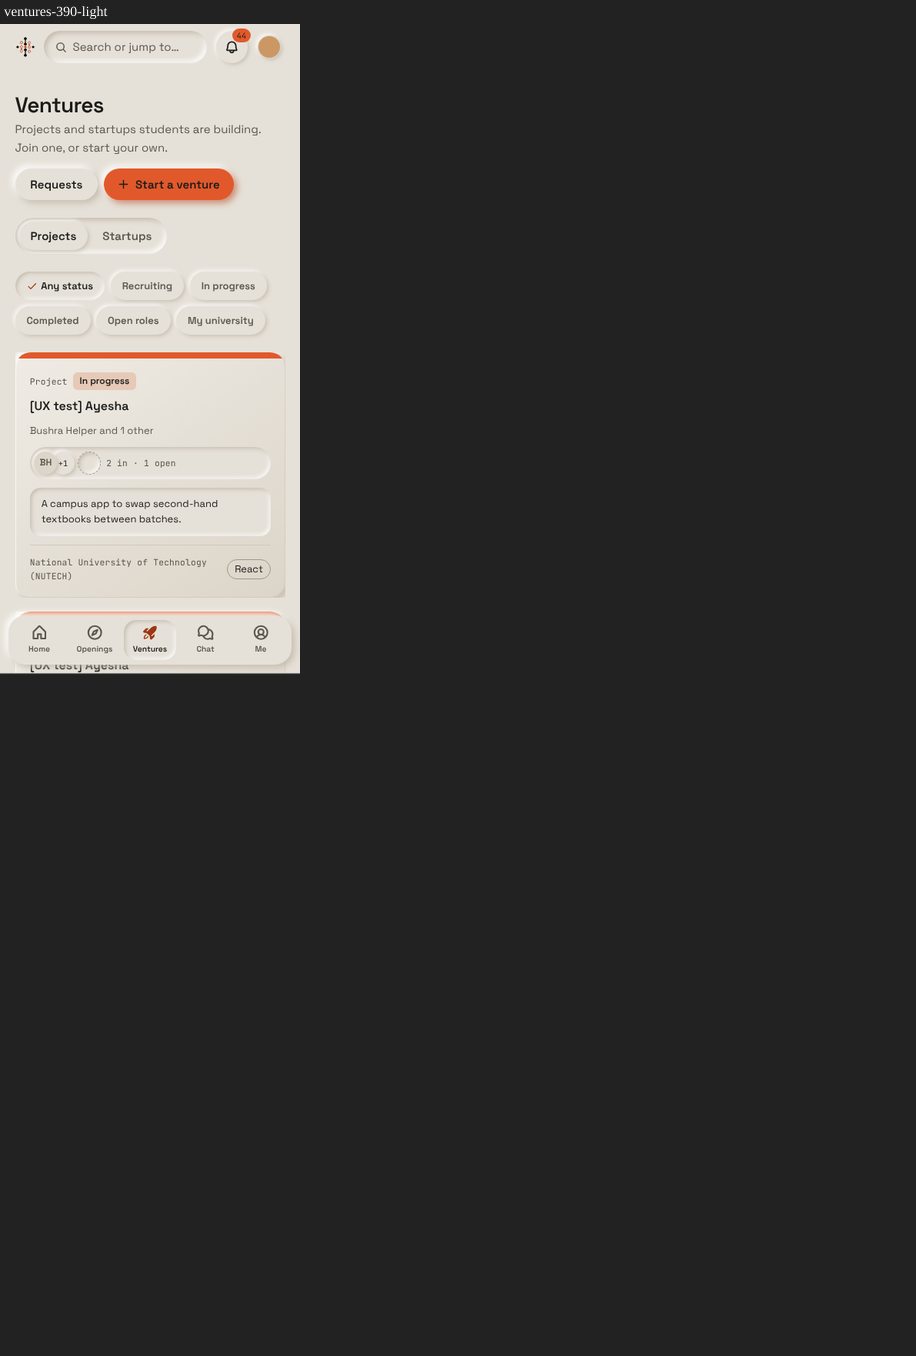 ventures-390-light
Search or jump to...
44
Ventures
Projects and startups students are building.
Join one, or start your own.
Requests
Start a venture
Projects
Startups
Any status
Recruiting
In progress
Completed
Open roles
My university
Project
In progress
[UX test] Ayesha
Bushra Helper and 1 other
BH +1 2 in · 1 open
A campus app to swap second-hand
textbooks between batches.
National University of Technology
(NUTECH)
React
Home
Openings
Ventures
Chat
Me
[UX test] Ayesha